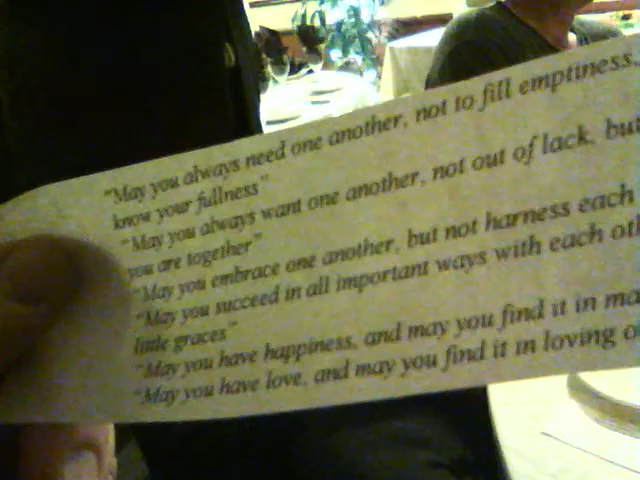 "May you always need one another, not to fill emptiness,
know your fullness"
"May you always want one another, not out of lack, but
you are together"
"May you embrace one another, but not harness each
"May you succeed in all important ways with each
little graces"
"May you have happiness, and may you find it in
"May you have love, and may you find it in loving